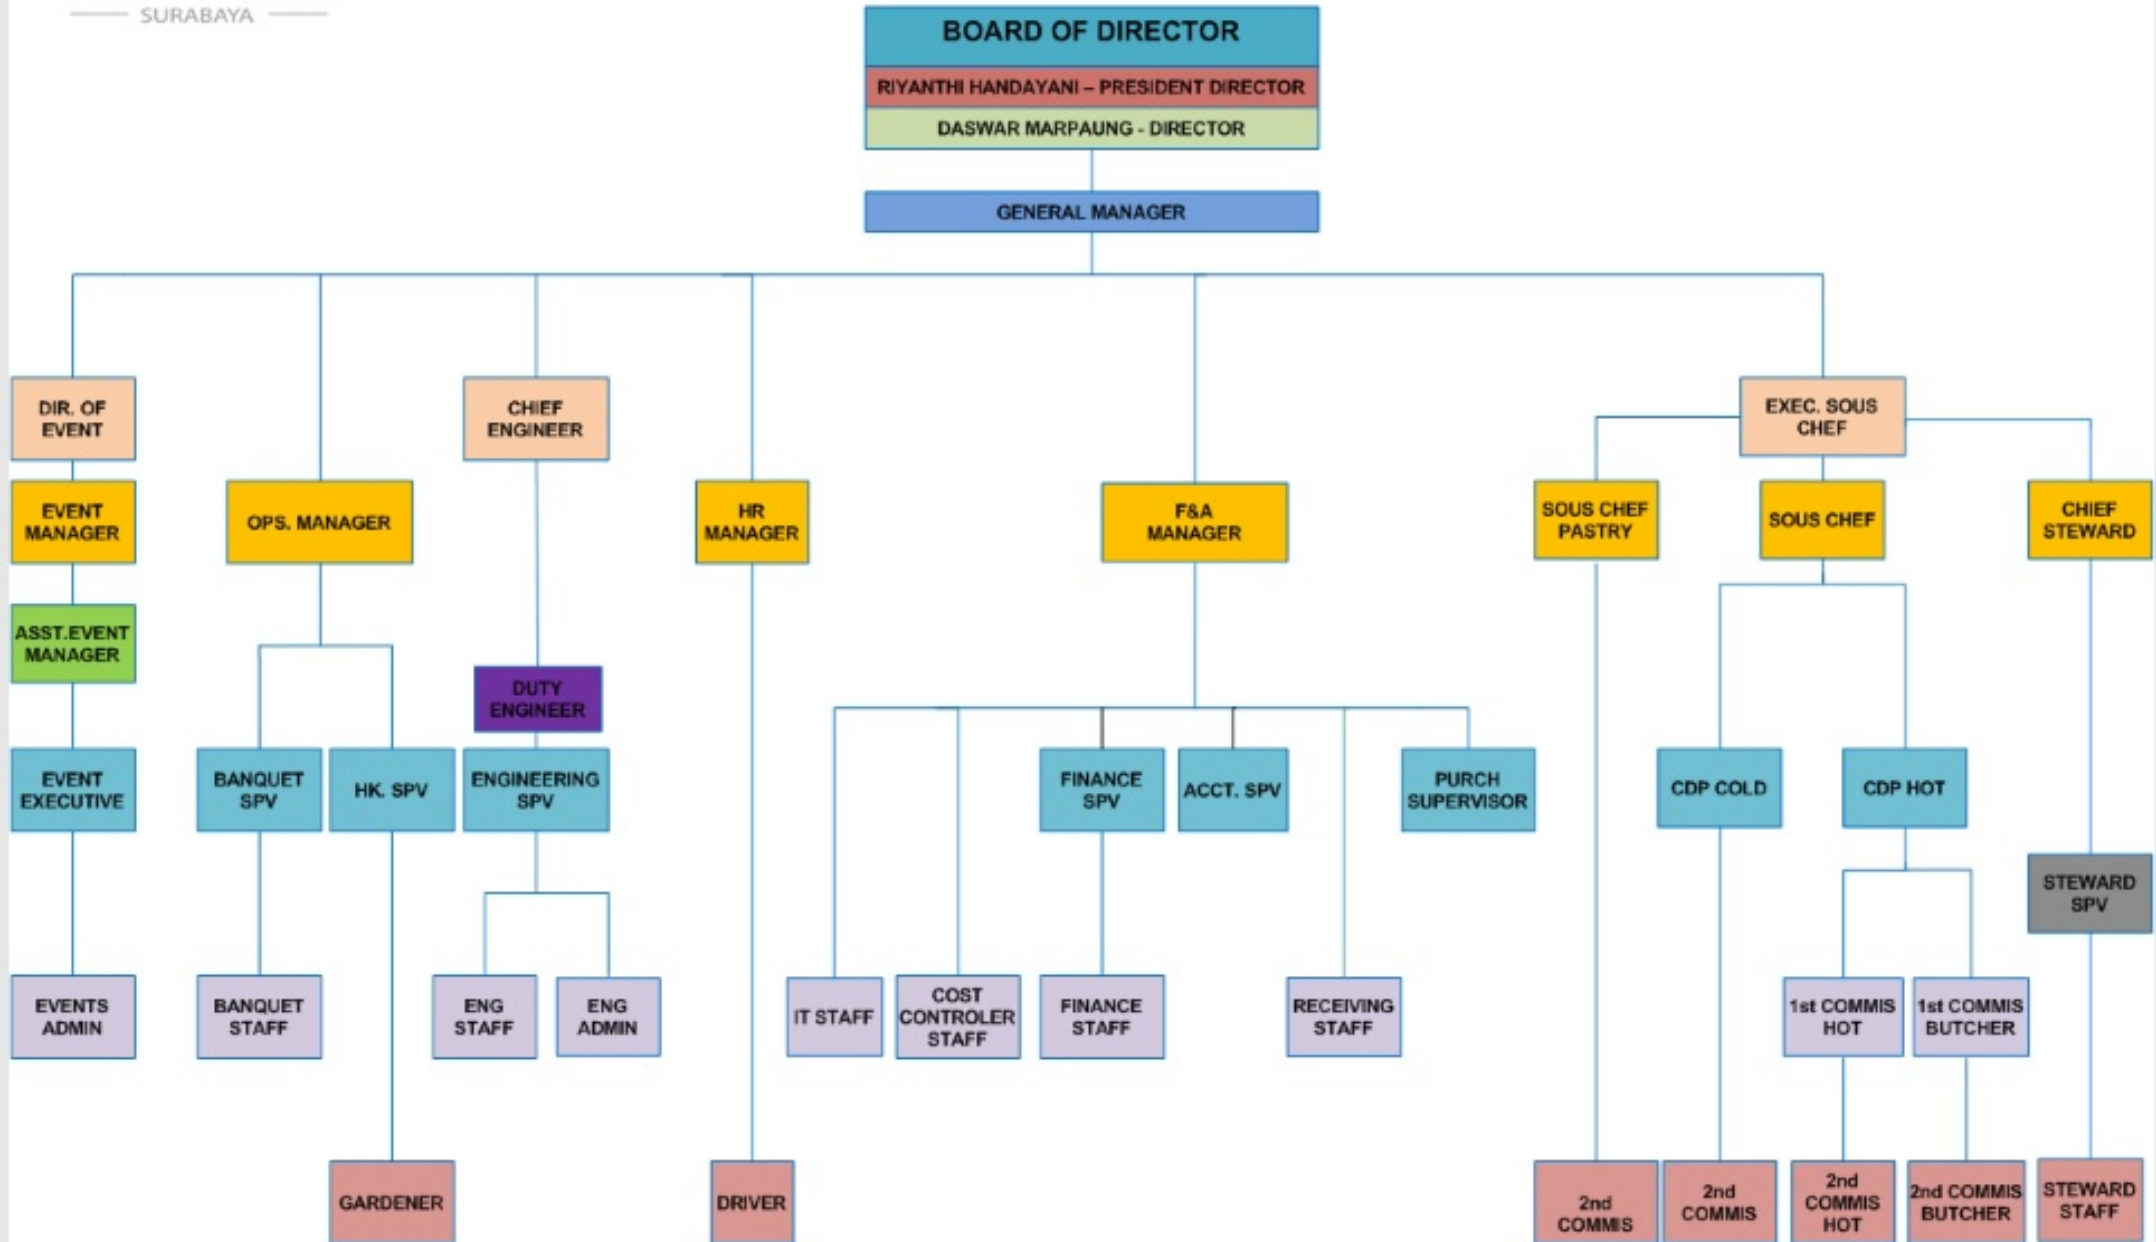 SURABAYA
BOARD OF DIRECTOR
RIYANTHI HANDAYANI – PRESIDENT DIRECTOR
DASWAR MARPAUNG - DIRECTOR
GENERAL MANAGER
DIR. OF
EVENT
CHIEF
ENGINEER
EXEC. SOUS
CHEF
EVENT
MANAGER
OPS. MANAGER
HR
MANAGER
F&A
MANAGER
SOUS CHEF
PASTRY
SOUS CHEF
CHIEF
STEWARD
ASST.EVENT
MANAGER
DUTY
ENGINEER
EVENT
EXECUTIVE
BANQUET
SPV
HK. SPV
ENGINEERING
SPV
FINANCE
SPV
ACCT. SPV
PURCH
SUPERVISOR
CDP COLD
CDP HOT
STEWARD
SPV
EVENTS
ADMIN
BANQUET
STAFF
ENG
STAFF
ENG
ADMIN
IT STAFF
COST
CONTROLER
STAFF
FINANCE
STAFF
RECEIVING
STAFF
1st COMMIS
HOT
1st COMMIS
BUTCHER
GARDENER
DRIVER
2nd
COMMIS
2nd
COMMIS
2nd
COMMIS
HOT
2nd COMMIS
BUTCHER
STEWARD
STAFF